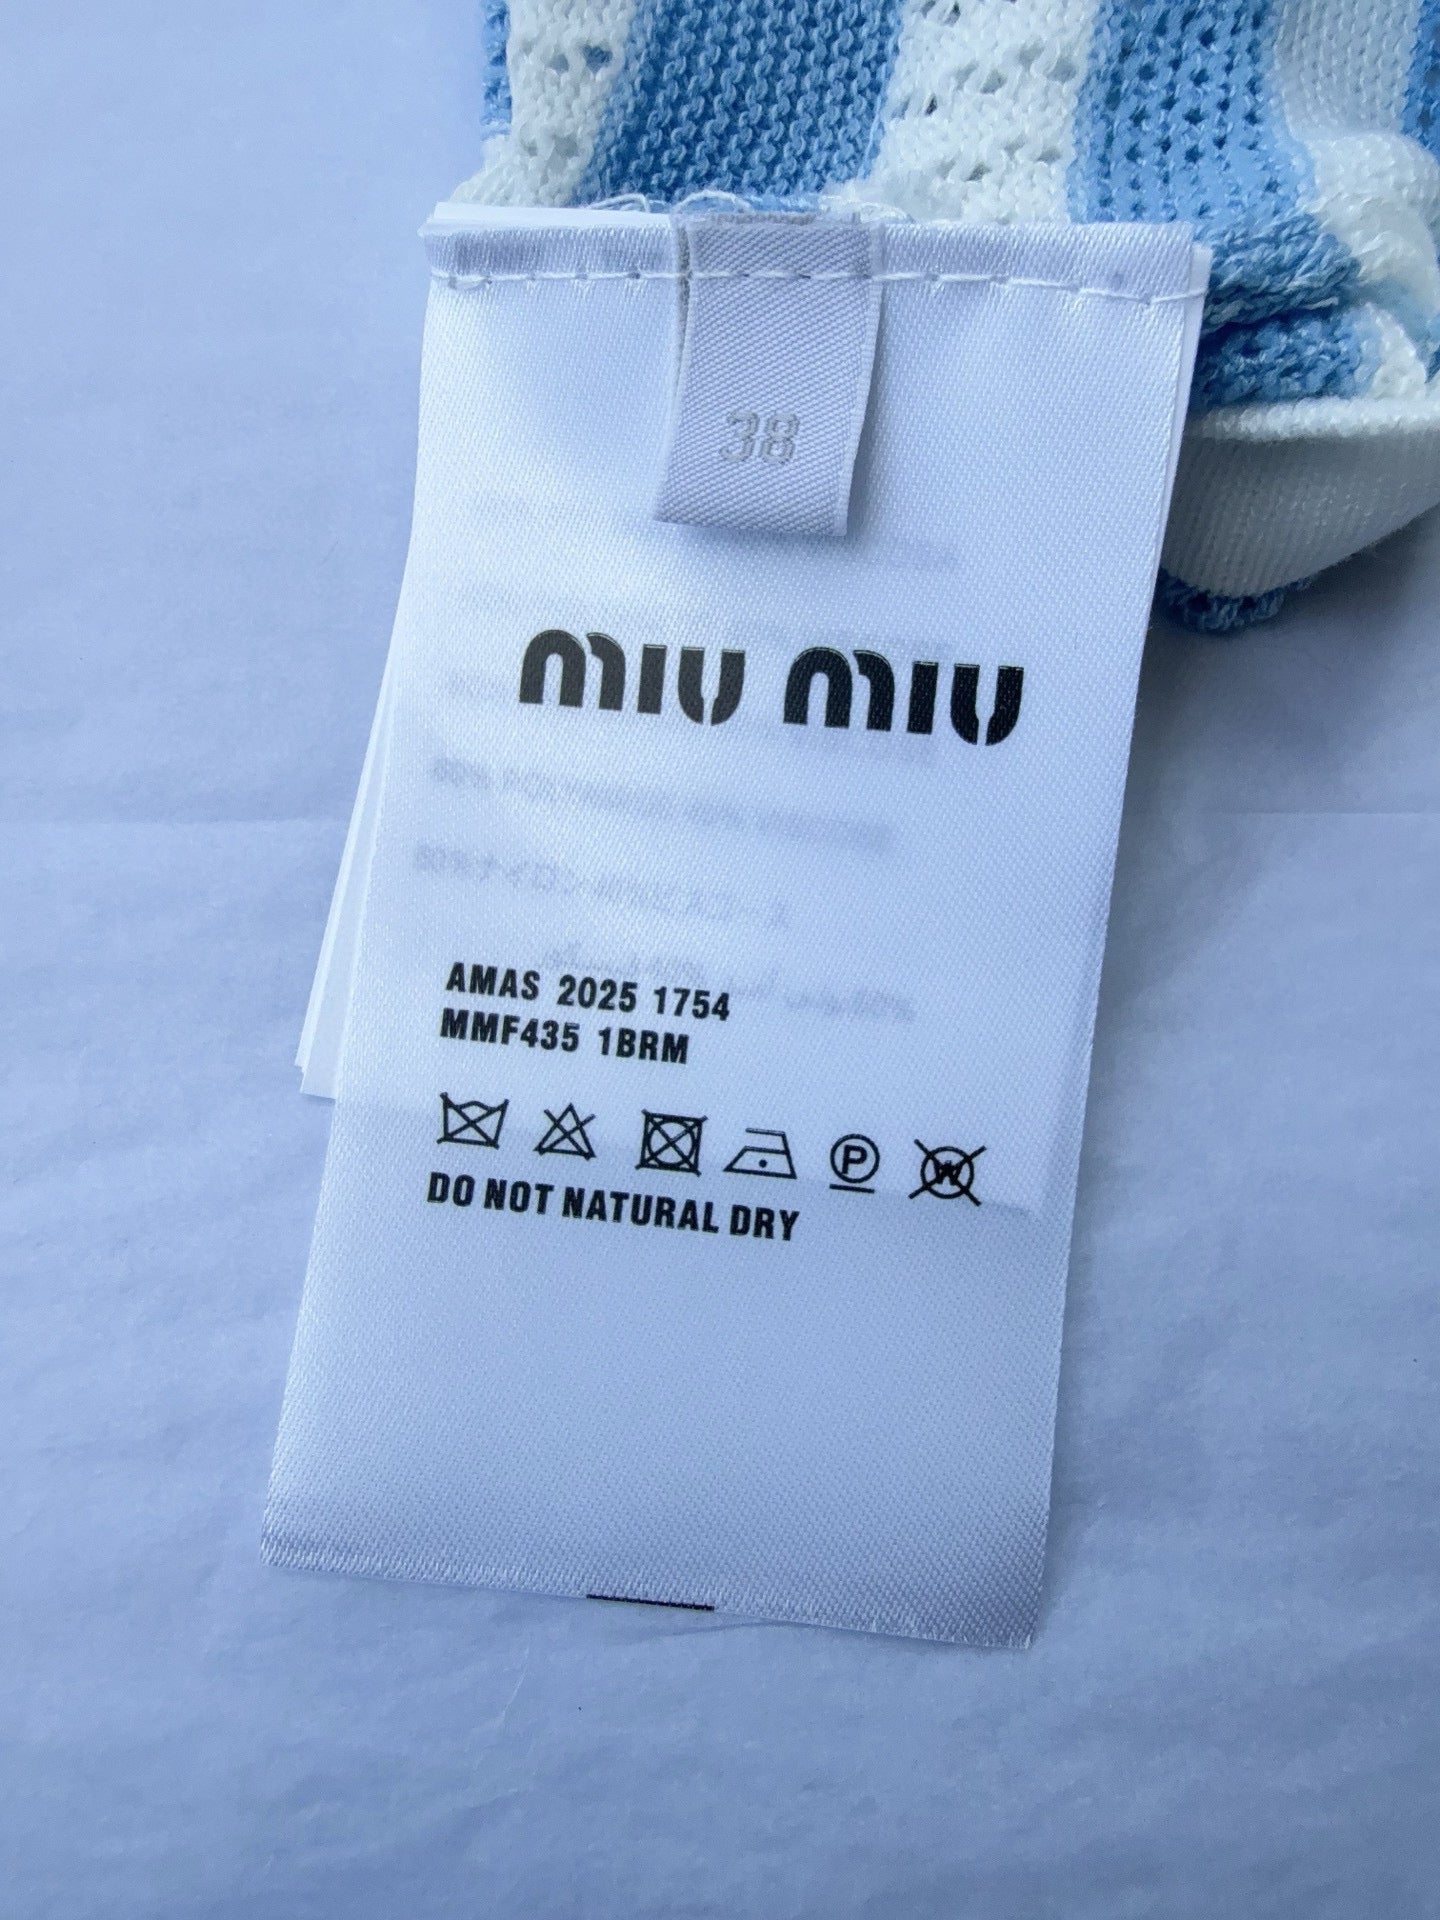 38
miu miu
AMAS 2025 1754
MMF435 1BRM
P W
DO NOT NATURAL DRY